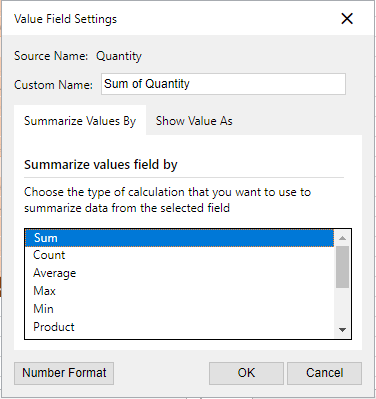 Value Field Settings
Source Name: Quantity
Custom Name: Sum of Quantity
Summarize Values By Show Value As
Summarize values field by
Choose the type of calculation that you want to use to
summarize data from the selected field
Sum
Count
Average
Max
Min
Product
Number Format OK Cancel